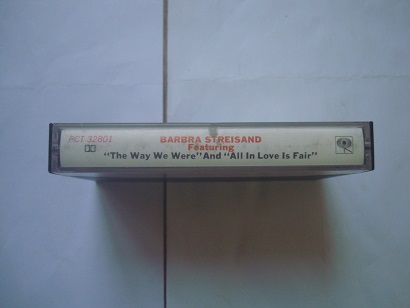 PCT 32801
BARBRA STREISAND
Featuring
"The Way We Were" And "All In Love Is Fair"